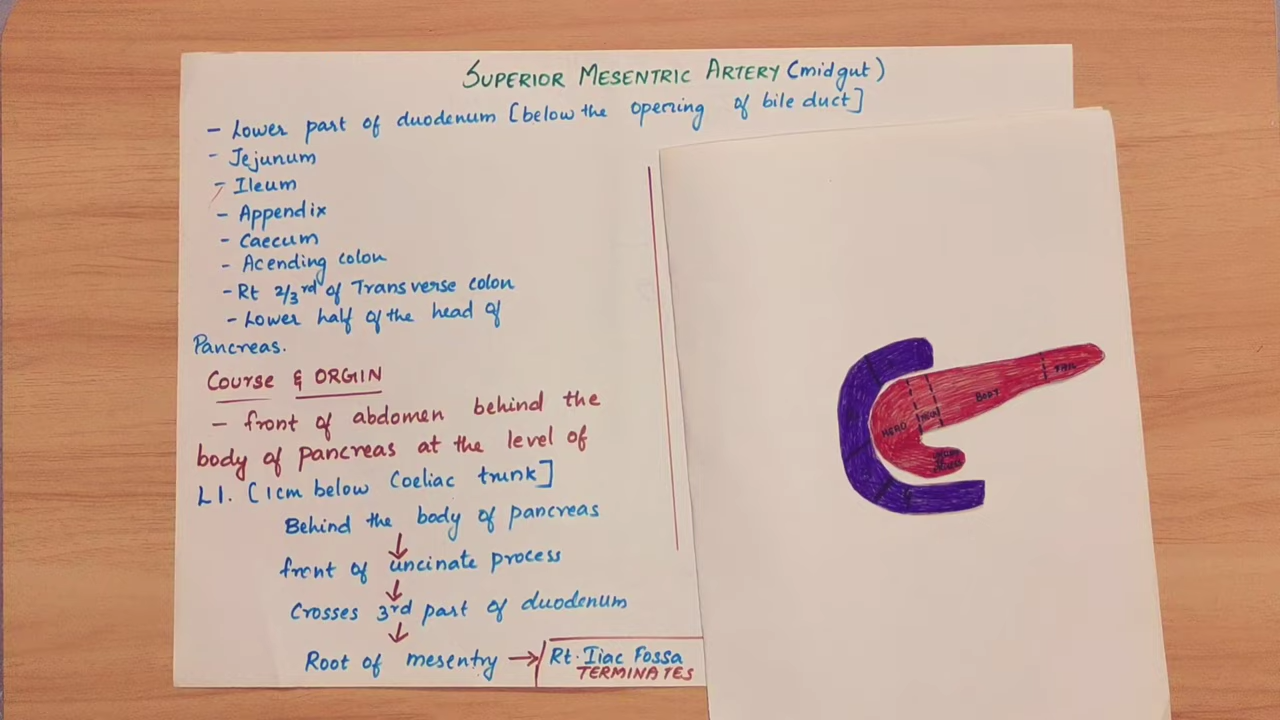 SUPERIOR MESENTRIC ARTERY (midgut)
- Lower part of duodenum [below the opening of bile duct]
- Jejunum
- Ileum
- Appendix
- Caecum
- Acending colon
- Rt 2/3rd of Transverse colon
- Lower half of the head of
Pancreas.
Course & ORGIN
- front of abdomen behind the
body of pancreas at the level of
L1. [1cm below Coeliac trunk]
Behind the body of pancreas
↓
front of uncinate process
↓
Crosses 3rd part of duodenum
↓
Root of mesentry → Rt. Iiac Fossa
TERMINATES
TAIL
BODY
NECK
HEAD